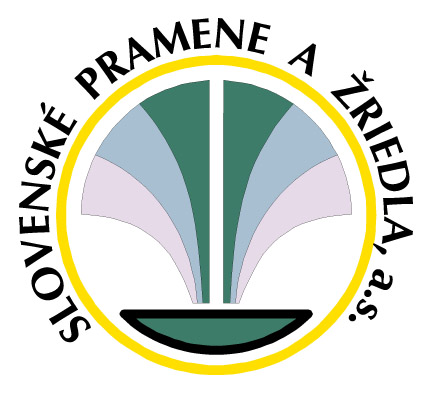 SLOVENSKÉ PRAMENE A ŽRIEDLA, a.s.